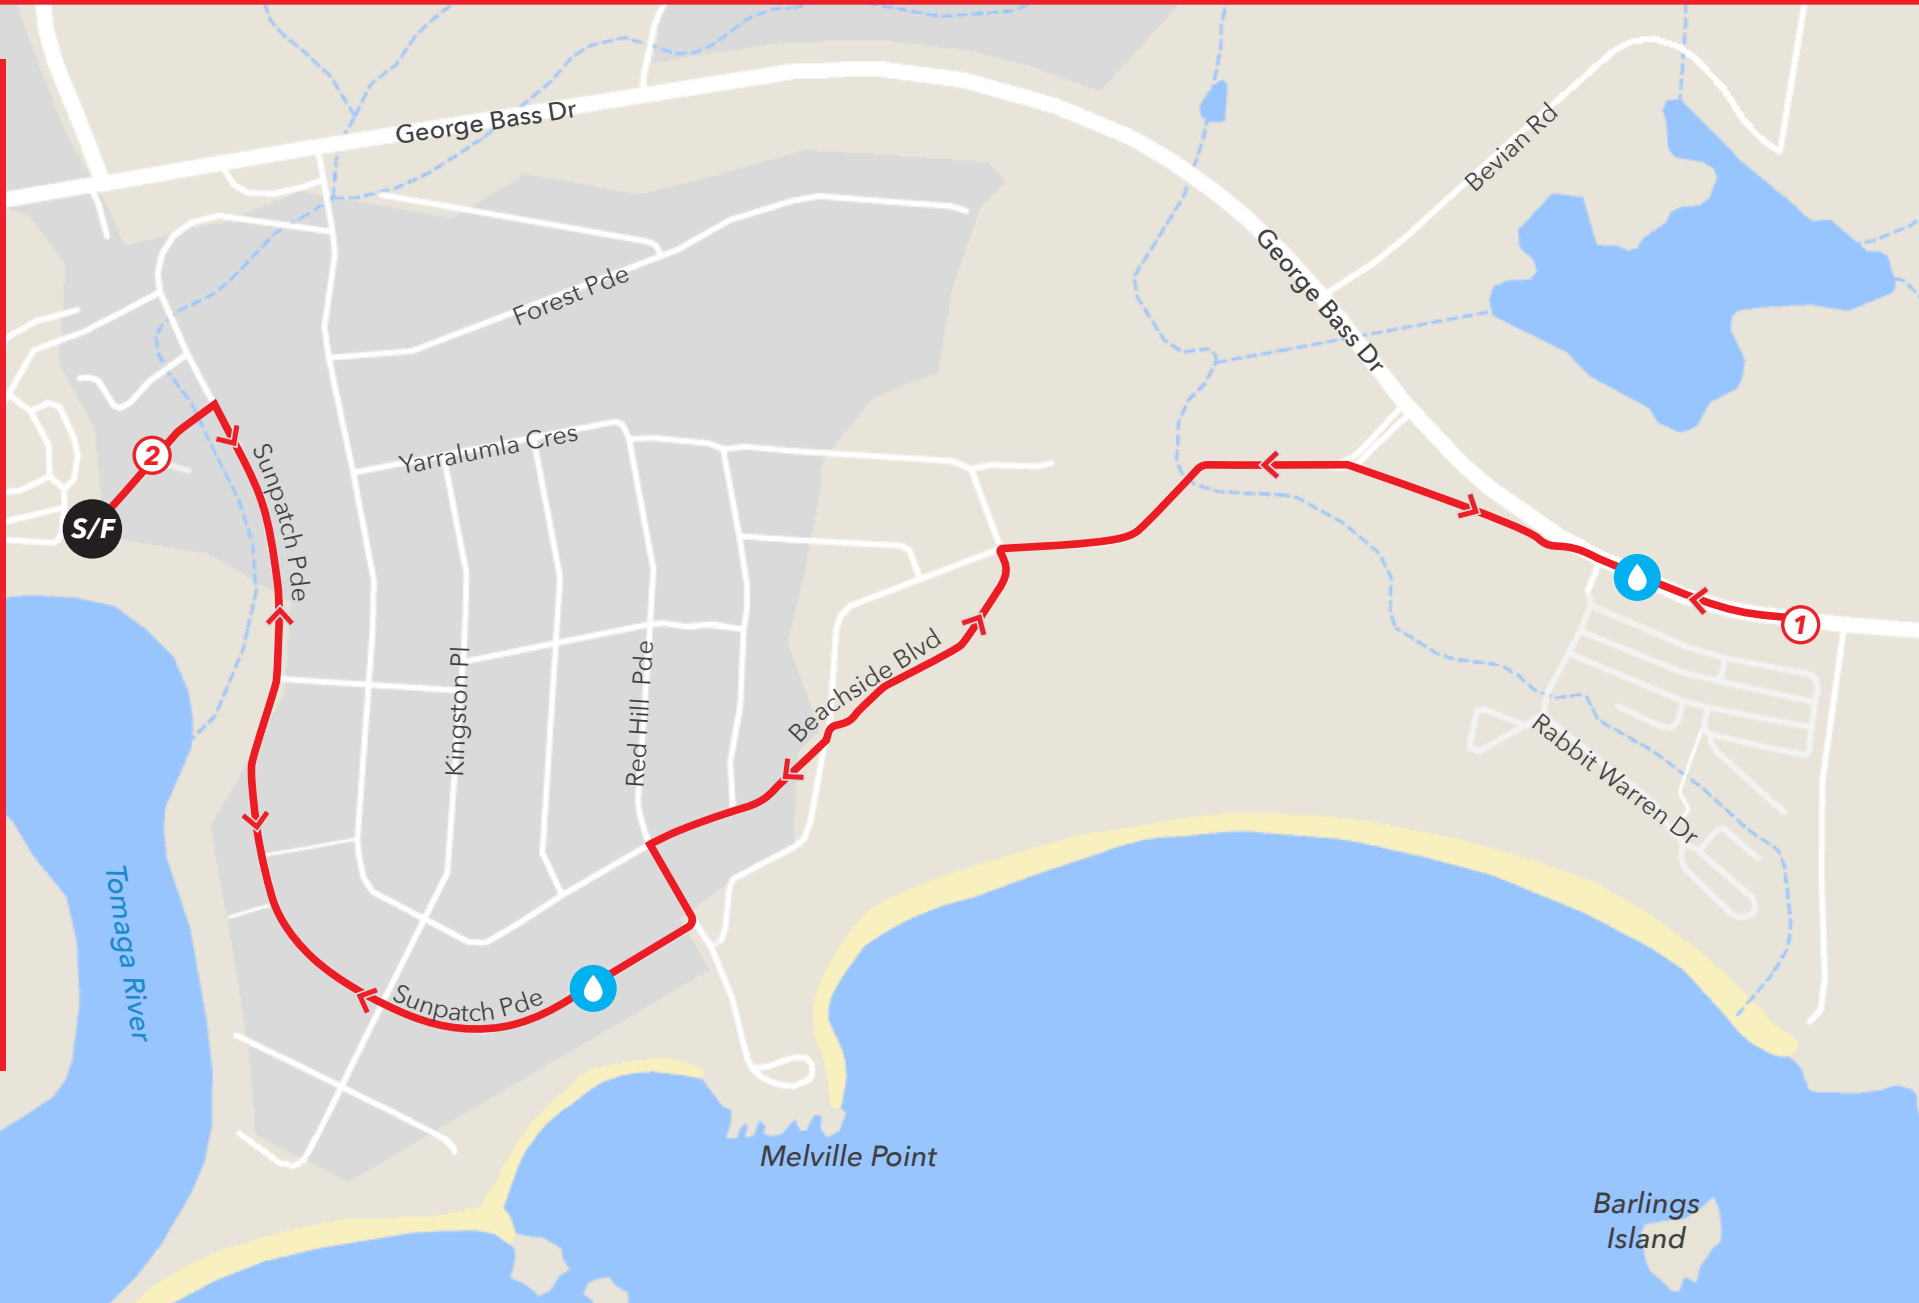 George Bass Dr
Bevian Rd
George Bass Dr
Forest Pde
Yarralumla Cres
2
Sunpatch Pde
S/F
1
Kingston Pl
Red Hill Pde
Beachside Blvd
Rabbit Warren Dr
Tomaga River
Sunpatch Pde
Melville Point
Barlings
Island